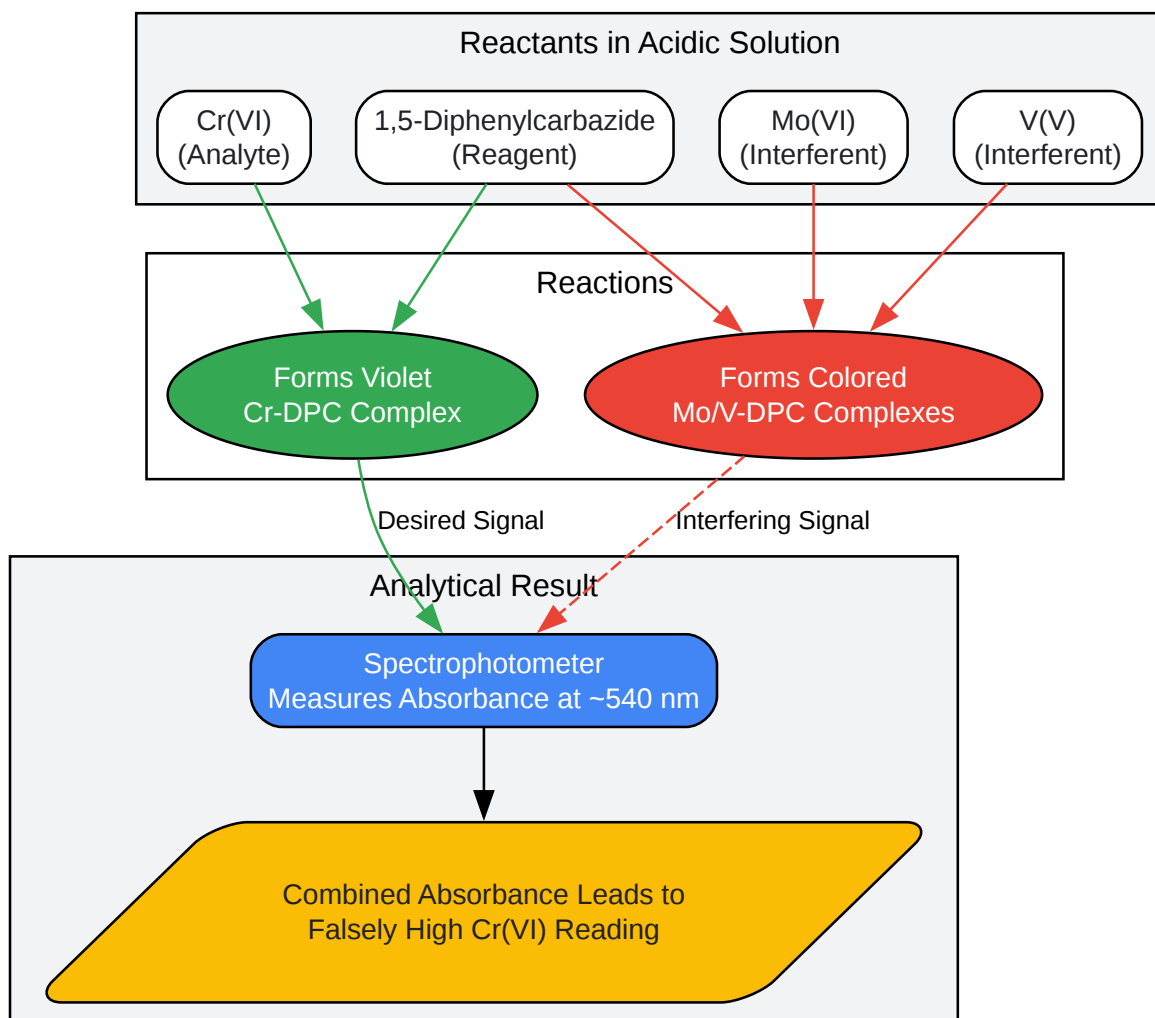 Reactants in Acidic Solution
Cr(VI)
(Analyte)
1,5-Diphenylcarbazide
(Reagent)
Mo(VI)
(Interferent)
V(V)
(Interferent)
Reactions
Forms Violet
Cr-DPC Complex
Forms Colored
Mo/V-DPC Complexes
Desired Signal
Interfering Signal
Analytical Result
Spectrophotometer
Measures Absorbance at ~540 nm
Combined Absorbance Leads to
Falsely High Cr(VI) Reading